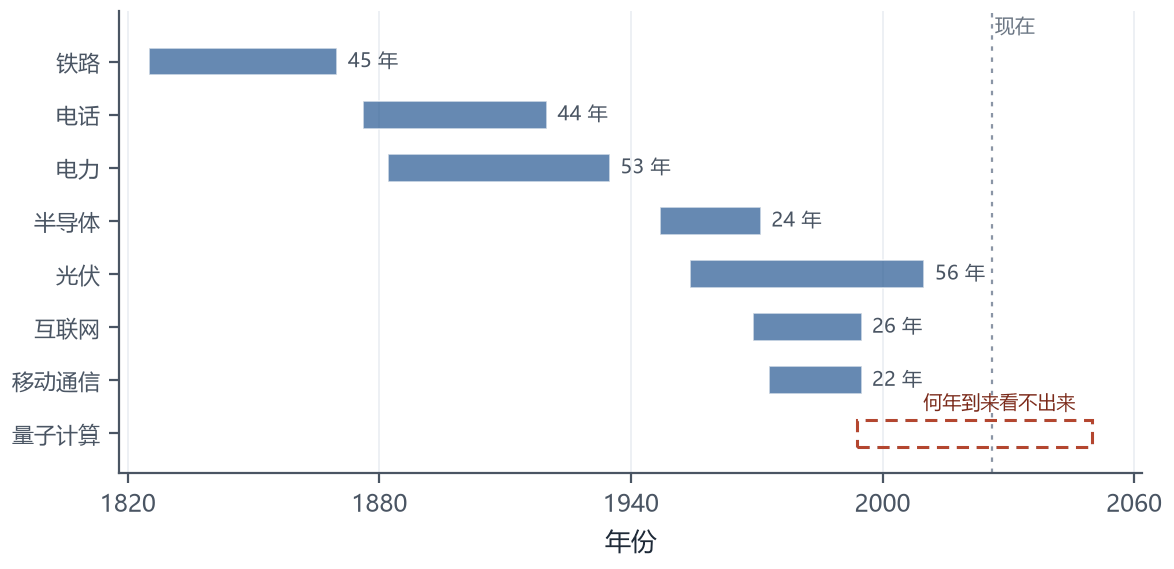 现在
铁路
45 年
电话
44 年
电力
53 年
半导体
24 年
光伏
56 年
互联网
26 年
移动通信
22 年
何年到来看不出来
量子计算
1820
1880
1940
2000
2060
年份